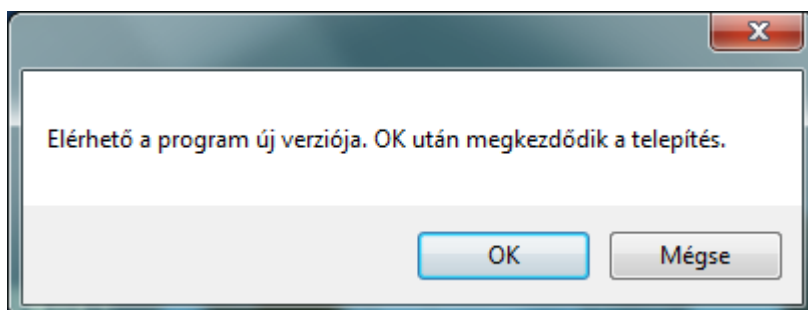 Elérhető a program új verziója. OK után megkezdődik a telepítés.
OK
Mégse